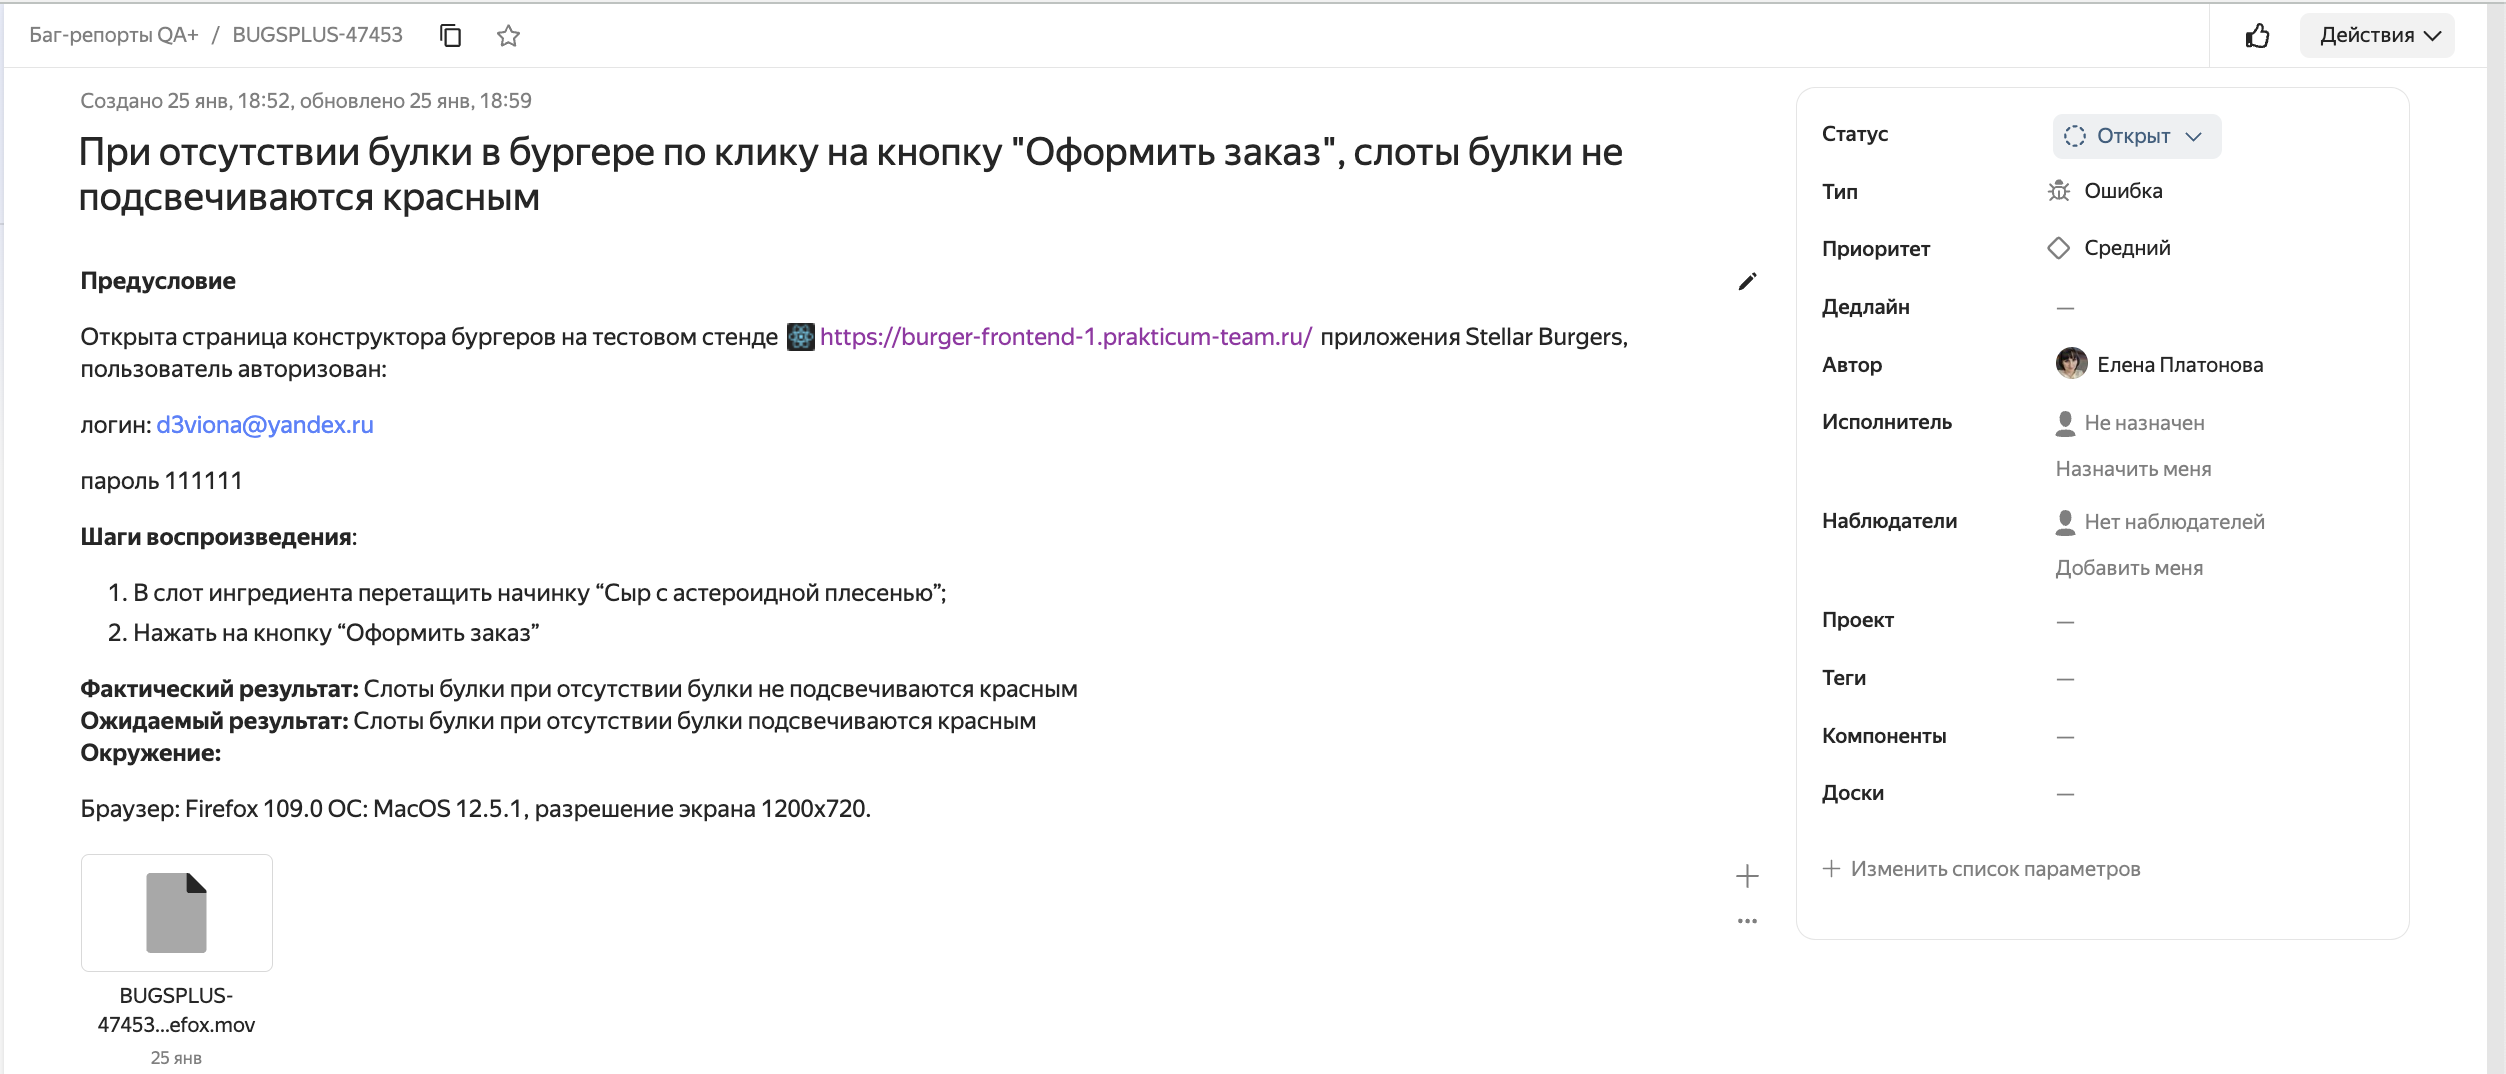 Баг-репорты QA+ / BUGSPLUS-47453
Действия
Создано 25 янв, 18:52, обновлено 25 янв, 18:59
При отсутствии булки в бургере по клику на кнопку "Оформить заказ", слоты булки не
подсвечиваются красным
Предусловие
Открыта страница конструктора бургеров на тестовом стенде https://burger-frontend-1.prakticum-team.ru/ приложения Stellar Burgers,
пользователь авторизован:
логин: d3viona@yandex.ru
пароль 111111
Шаги воспроизведения:
1. В слот ингредиента перетащить начинку “Сыр с астероидной плесенью”;
2. Нажать на кнопку “Оформить заказ”
Фактический результат: Слоты булки при отсутствии булки не подсвечиваются красным
Ожидаемый результат: Слоты булки при отсутствии булки подсвечиваются красным
Окружение:
Браузер: Firefox 109.0 ОС: MacOS 12.5.1, разрешение экрана 1200x720.
BUGSPLUS-
47453...efox.mov
25 янв
Статус Открыт
Тип Ошибка
Приоритет Средний
Дедлайн —
Автор Елена Платонова
Исполнитель Не назначен
Назначить меня
Наблюдатели Нет наблюдателей
Добавить меня
Проект —
Теги —
Компоненты —
Доски —
Изменить список параметров